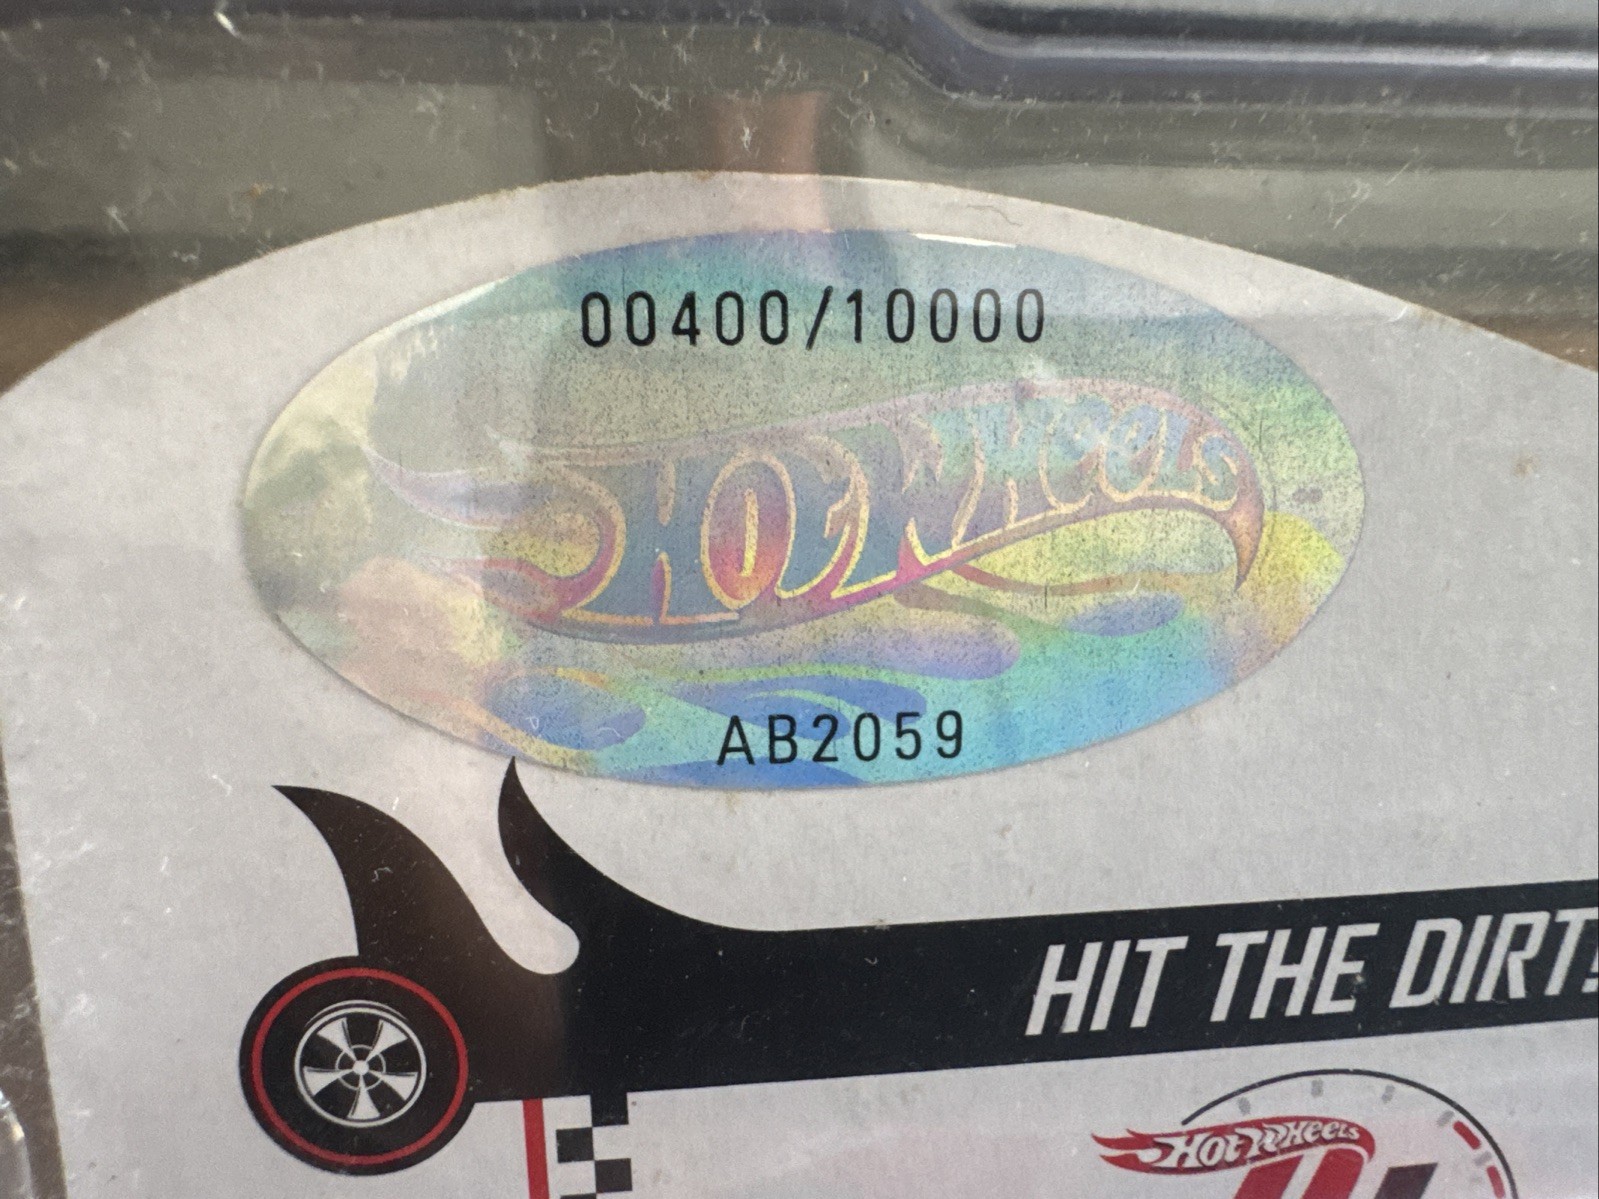 00400/10000
HOT WHEELS
AB2059
HIT THE DIRT!
HOT WHEELS